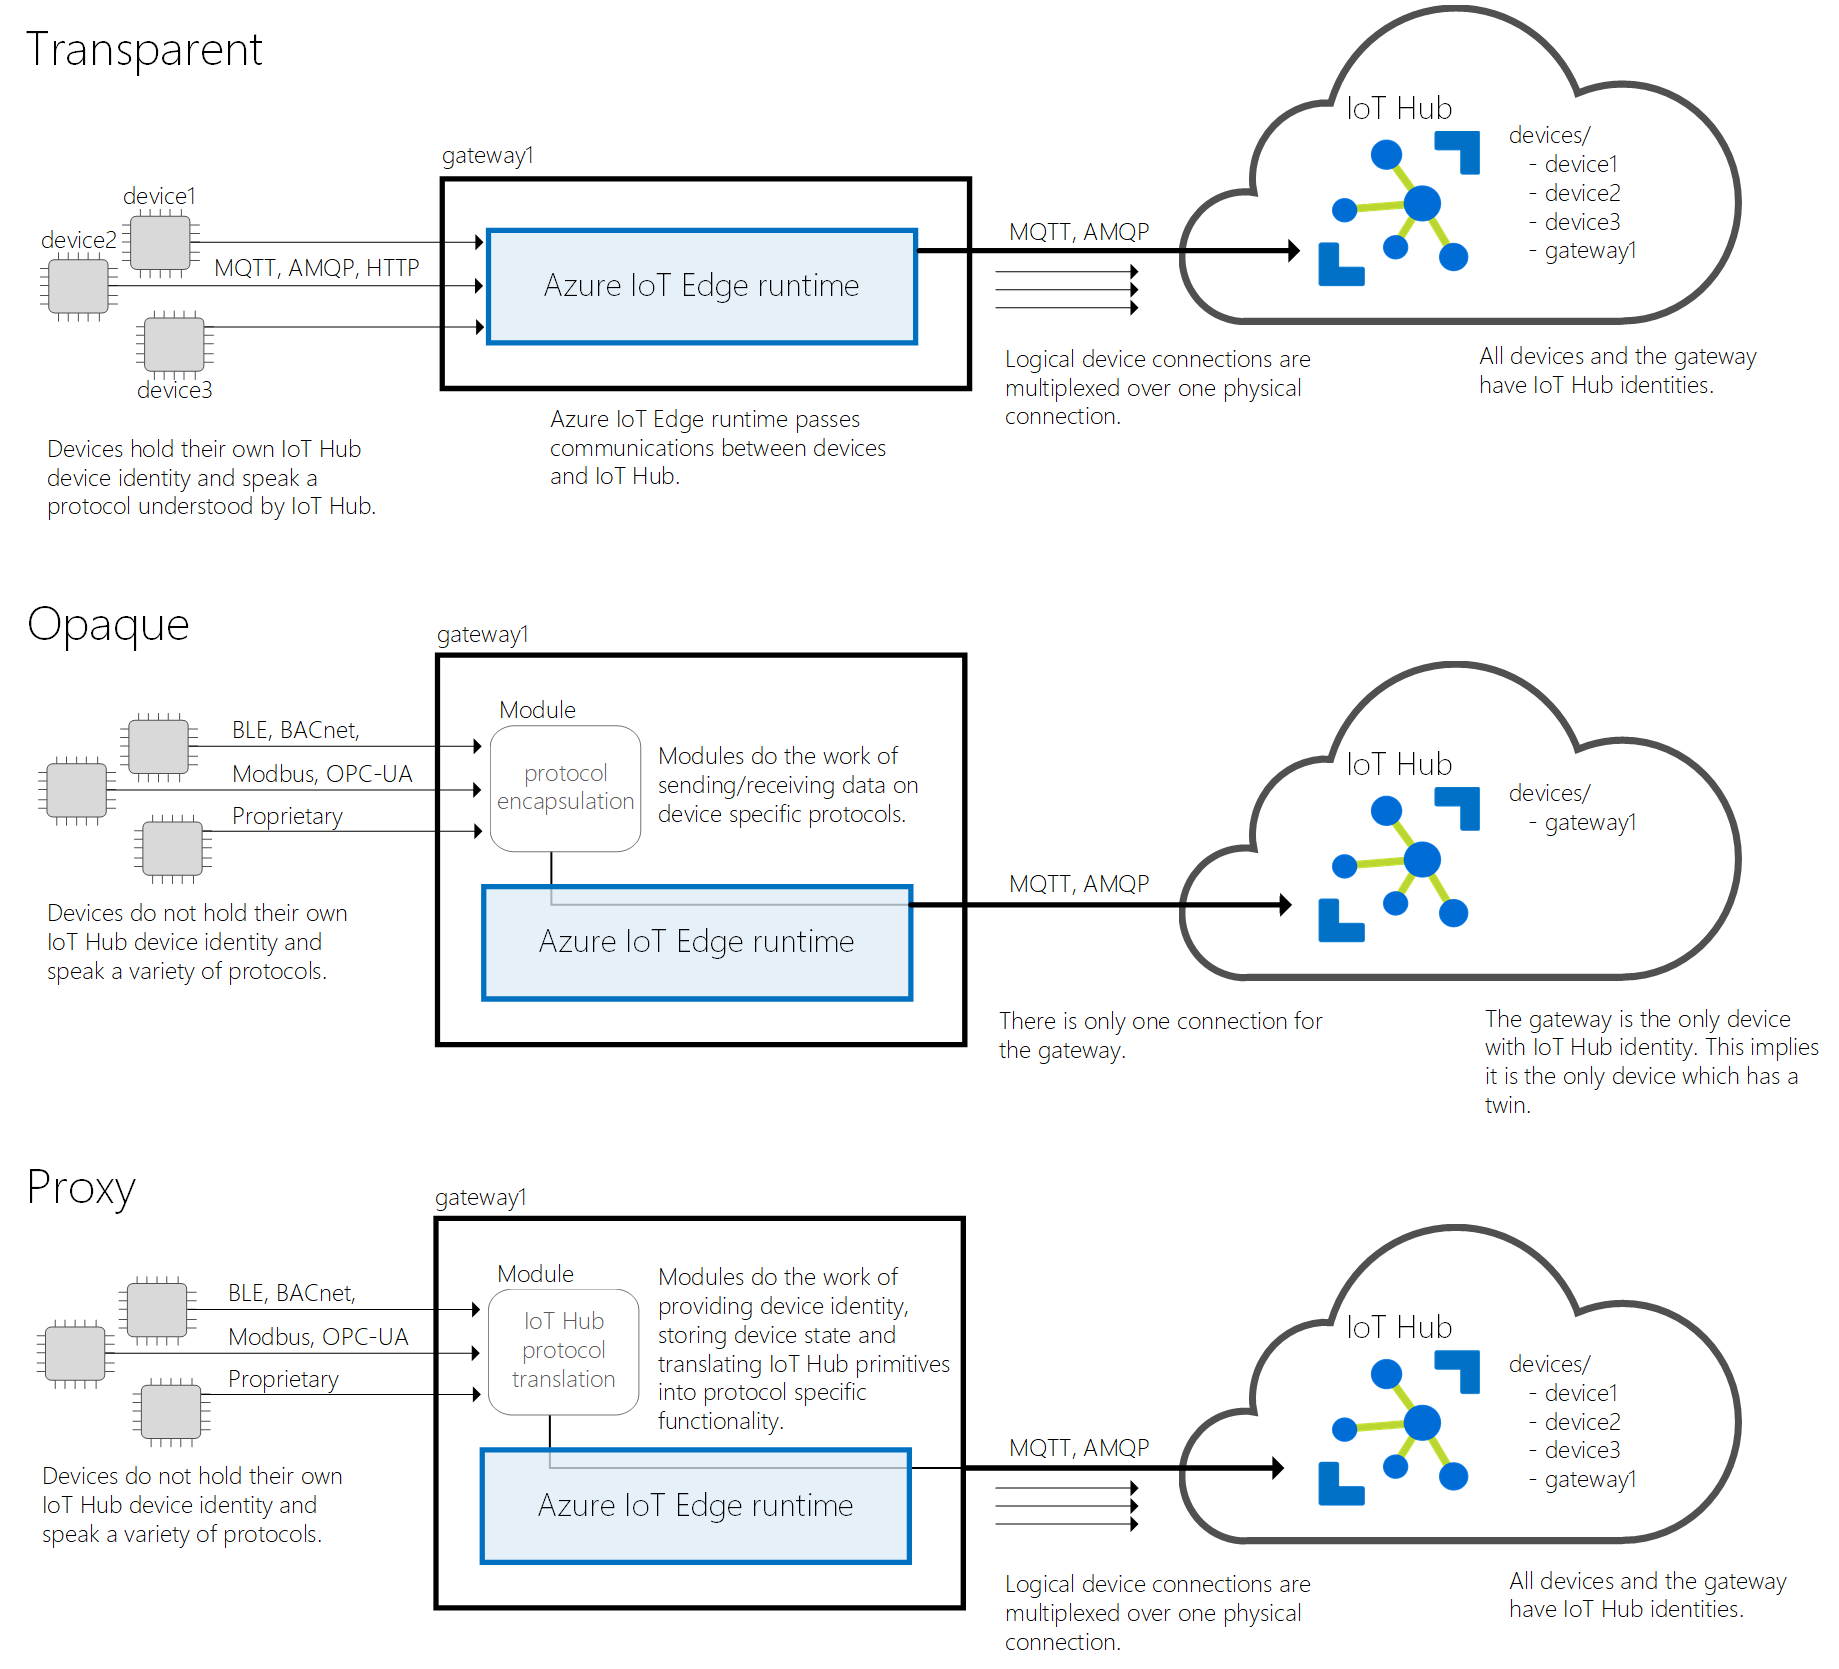 Transparent
gateway1
device1
device2
device3
MQTT, AMQP, HTTP
Azure IoT Edge runtime
MQTT, AMQP
IoT Hub
devices/
- device1
- device2
- device3
- gateway1
Devices hold their own IoT Hub
device identity and speak a
protocol understood by IoT Hub.
Azure IoT Edge runtime passes
communications between devices
and IoT Hub.
Logical device connections are
multiplexed over one physical
connection.
All devices and the gateway
have IoT Hub identities.
Opaque
gateway1
BLE, BACnet,
Modbus, OPC-UA
Proprietary
Module
protocol
encapsulation
Modules do the work of
sending/receiving data on
device specific protocols.
Azure IoT Edge runtime
MQTT, AMQP
IoT Hub
devices/
- gateway1
Devices do not hold their own
IoT Hub device identity and
speak a variety of protocols.
There is only one connection for
the gateway.
The gateway is the only device
with IoT Hub identity. This implies
it is the only device which has a
twin.
Proxy
gateway1
BLE, BACnet,
Modbus, OPC-UA
Proprietary
Module
IoT Hub
protocol
translation
Modules do the work of
providing device identity,
storing device state and
translating IoT Hub primitives
into protocol specific
functionality.
Azure IoT Edge runtime
MQTT, AMQP
IoT Hub
devices/
- device1
- device2
- device3
- gateway1
Devices do not hold their own
IoT Hub device identity and
speak a variety of protocols.
Logical device connections are
multiplexed over one physical
connection.
All devices and the gateway
have IoT Hub identities.